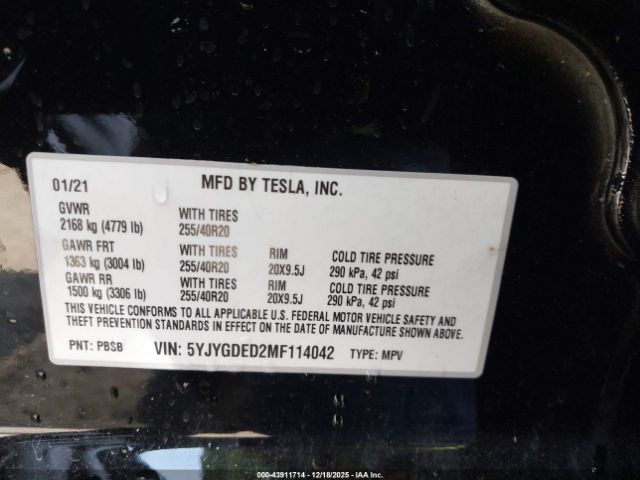 01/21 MFD BY TESLA, INC.
GVWR WITH TIRES
2168 kg (4779 lb) 255/40R20
GAWR FRT WITH TIRES RIM COLD TIRE PRESSURE
1363 kg (3004 lb) 255/40R20 20X9.5J 290 kPa, 42 psi
GAWR RR WITH TIRES RIM COLD TIRE PRESSURE
1500 kg (3306 lb) 255/40R20 20X9.5J 290 kPa, 42 psi
THIS VEHICLE CONFORMS TO ALL APPLICABLE U.S. FEDERAL MOTOR VEHICLE SAFETY AND
THEFT PREVENTION STANDARDS IN EFFECT ON THE DATE OF MANUFACTURE SHOWN ABOVE.
PNT: PBSB VIN: 5YJYGDED2MF114042 TYPE: MPV
000-43911714 - 12/18/2025 - IAA Inc.